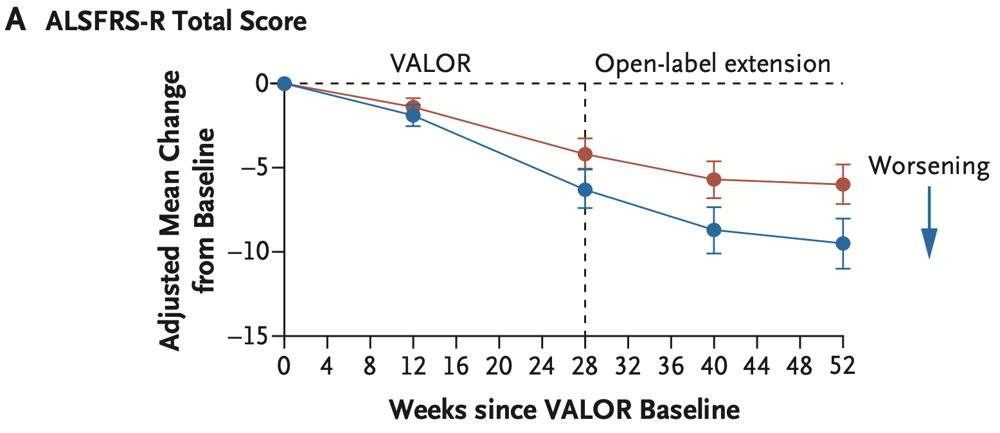 A ALSFRS-R Total Score
VALOR
Open-label extension
Adjusted Mean Change
from Baseline
0
–5
–10
–15
Worsening
0 4 8 12 16 20 24 28 32 36 40 44 48 52
Weeks since VALOR Baseline